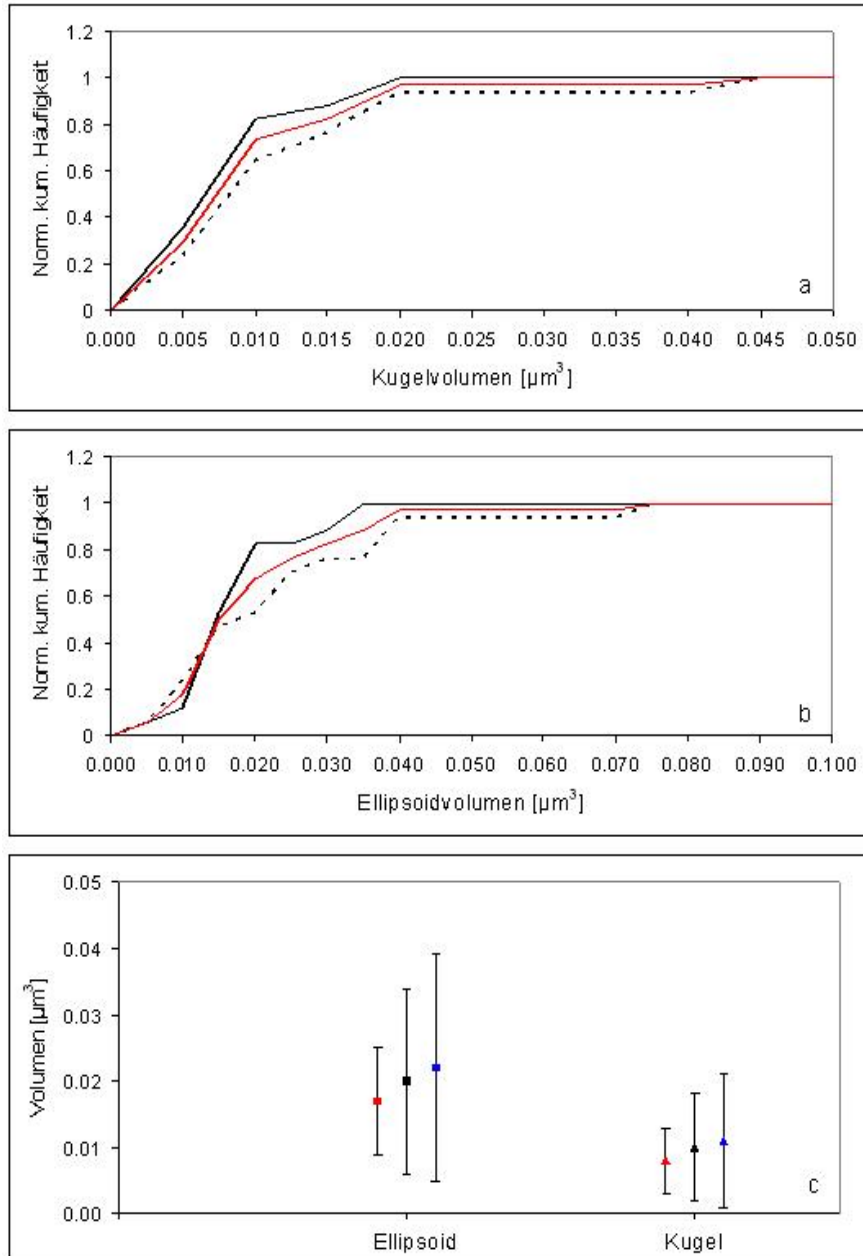 1.2
1
0.8
0.6
0.4
0.2
0
Norm. kum. Häufigkeit
a
0.000 0.005 0.010 0.015 0.020 0.025 0.030 0.035 0.040 0.045 0.050
Kugelvolumen [µm³]
1.2
1
0.8
0.6
0.4
0.2
0
Norm. kum. Häufigkeit
b
0.000 0.010 0.020 0.030 0.040 0.050 0.060 0.070 0.080 0.090 0.100
Ellipsoidvolumen [µm³]
0.05
0.04
0.03
0.02
0.01
0.00
Volumen [µm³]
c
Ellipsoid Kugel